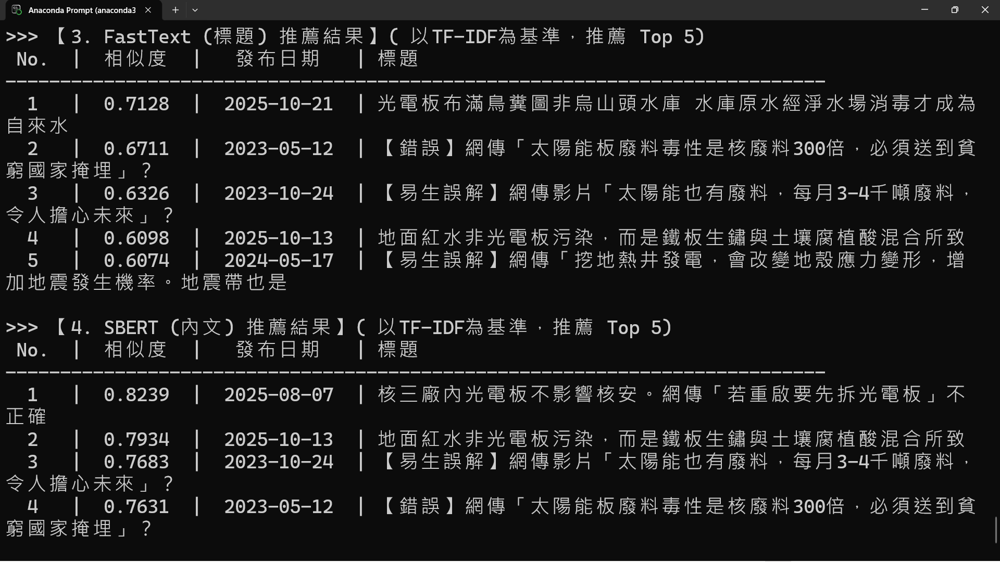 Anaconda Prompt (anaconda3
>>> 【3. FastText (標題) 推薦結果】( 以TF-IDF為基準，推薦 Top 5)
No. | 相似度 | 發布日期 | 標題
---------------------------------------------------------------------------
1 | 0.7128 | 2025-10-21 | 光電板布滿鳥糞圖非烏山頭水庫 水庫原水經淨水場消毒才成為
自來水
2 | 0.6711 | 2023-05-12 | 【錯誤】網傳「太陽能板廢料毒性是核廢料300倍，必須送到貧
窮國家掩埋」？
3 | 0.6326 | 2023-10-24 | 【易生誤解】網傳影片「太陽能也有廢料，每月3-4千噸廢料，
令人擔心未來」？
4 | 0.6098 | 2025-10-13 | 地面紅水非光電板污染，而是鐵板生鏽與土壤腐植酸混合所致
5 | 0.6074 | 2024-05-17 | 【易生誤解】網傳「挖地熱井發電，會改變地殼應力變形，增
加地震發生機率。地震帶也是
>>> 【4. SBERT (內文) 推薦結果】( 以TF-IDF為基準，推薦 Top 5)
No. | 相似度 | 發布日期 | 標題
---------------------------------------------------------------------------
1 | 0.8239 | 2025-08-07 | 核三廠內光電板不影響核安。網傳「若重啟要先拆光電板」不
正確
2 | 0.7934 | 2025-10-13 | 地面紅水非光電板污染，而是鐵板生鏽與土壤腐植酸混合所致
3 | 0.7683 | 2023-10-24 | 【易生誤解】網傳影片「太陽能也有廢料，每月3-4千噸廢料，
令人擔心未來」？
4 | 0.7631 | 2023-05-12 | 【錯誤】網傳「太陽能板廢料毒性是核廢料300倍，必須送到貧
窮國家掩埋」？